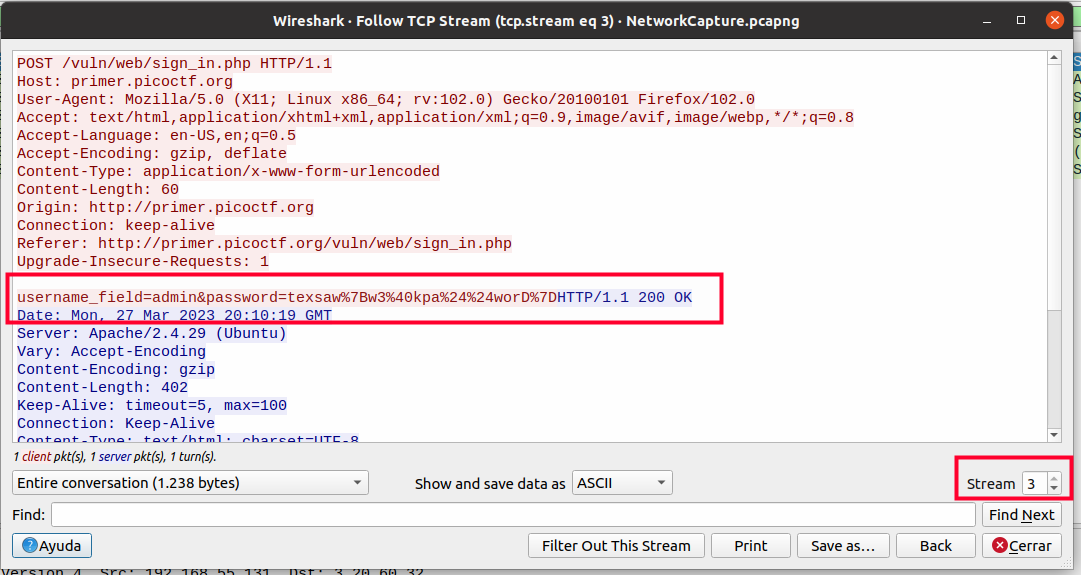 Wireshark · Follow TCP Stream (tcp.stream eq 3) · NetworkCapture.pcapng
POST /vuln/web/sign_in.php HTTP/1.1
Host: primer.picoctf.org
User-Agent: Mozilla/5.0 (X11; Linux x86_64; rv:102.0) Gecko/20100101 Firefox/102.0
Accept: text/html,application/xhtml+xml,application/xml;q=0.9,image/avif,image/webp,*/*;q=0.8
Accept-Language: en-US,en;q=0.5
Accept-Encoding: gzip, deflate
Content-Type: application/x-www-form-urlencoded
Content-Length: 60
Origin: http://primer.picoctf.org
Connection: keep-alive
Referer: http://primer.picoctf.org/vuln/web/sign_in.php
Upgrade-Insecure-Requests: 1
username_field=admin&password=texsaw%7Bw3%40kpa%24%24worD%7DHTTP/1.1 200 OK
Date: Mon, 27 Mar 2023 20:10:19 GMT
Server: Apache/2.4.29 (Ubuntu)
Vary: Accept-Encoding
Content-Encoding: gzip
Content-Length: 402
Keep-Alive: timeout=5, max=100
Connection: Keep-Alive
Content-Type: text/html; charset=UTF-8
1 client pkt(s), 1 server pkt(s), 1 turn(s).
Entire conversation (1.238 bytes) Show and save data as ASCII Stream 3
Find: Find Next
Ayuda Filter Out This Stream Print Save as… Back Cerrar
Version 4, Src: 192.168.55.131, Dst: 3.20.60.32